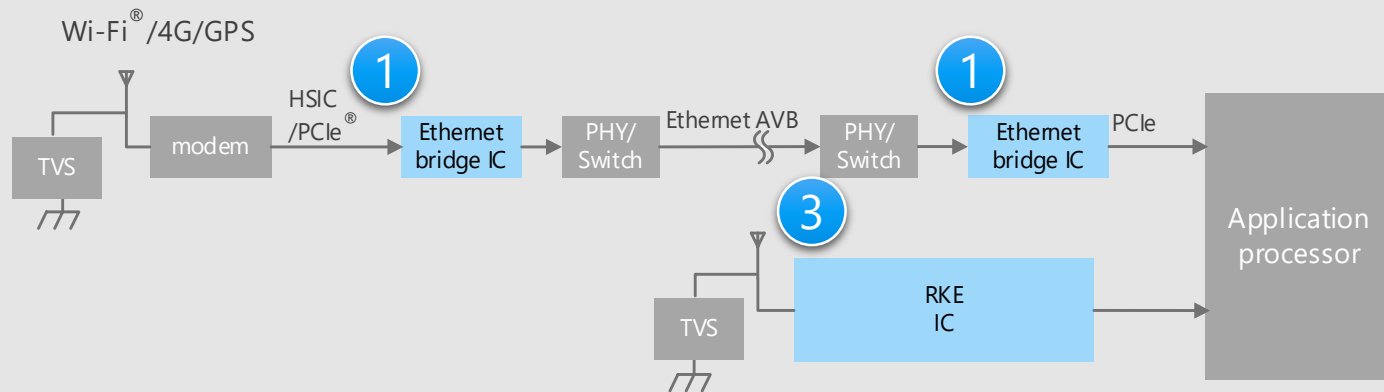 Wi-Fi®/4G/GPS
1
1
HSIC
/PCIe®
Ethernet
bridge IC
PHY/
Switch
Ethernet AVB
PHY/
Switch
Ethernet
bridge IC
PCIe
modem
TVS
3
Application
processor
RKE
IC
TVS